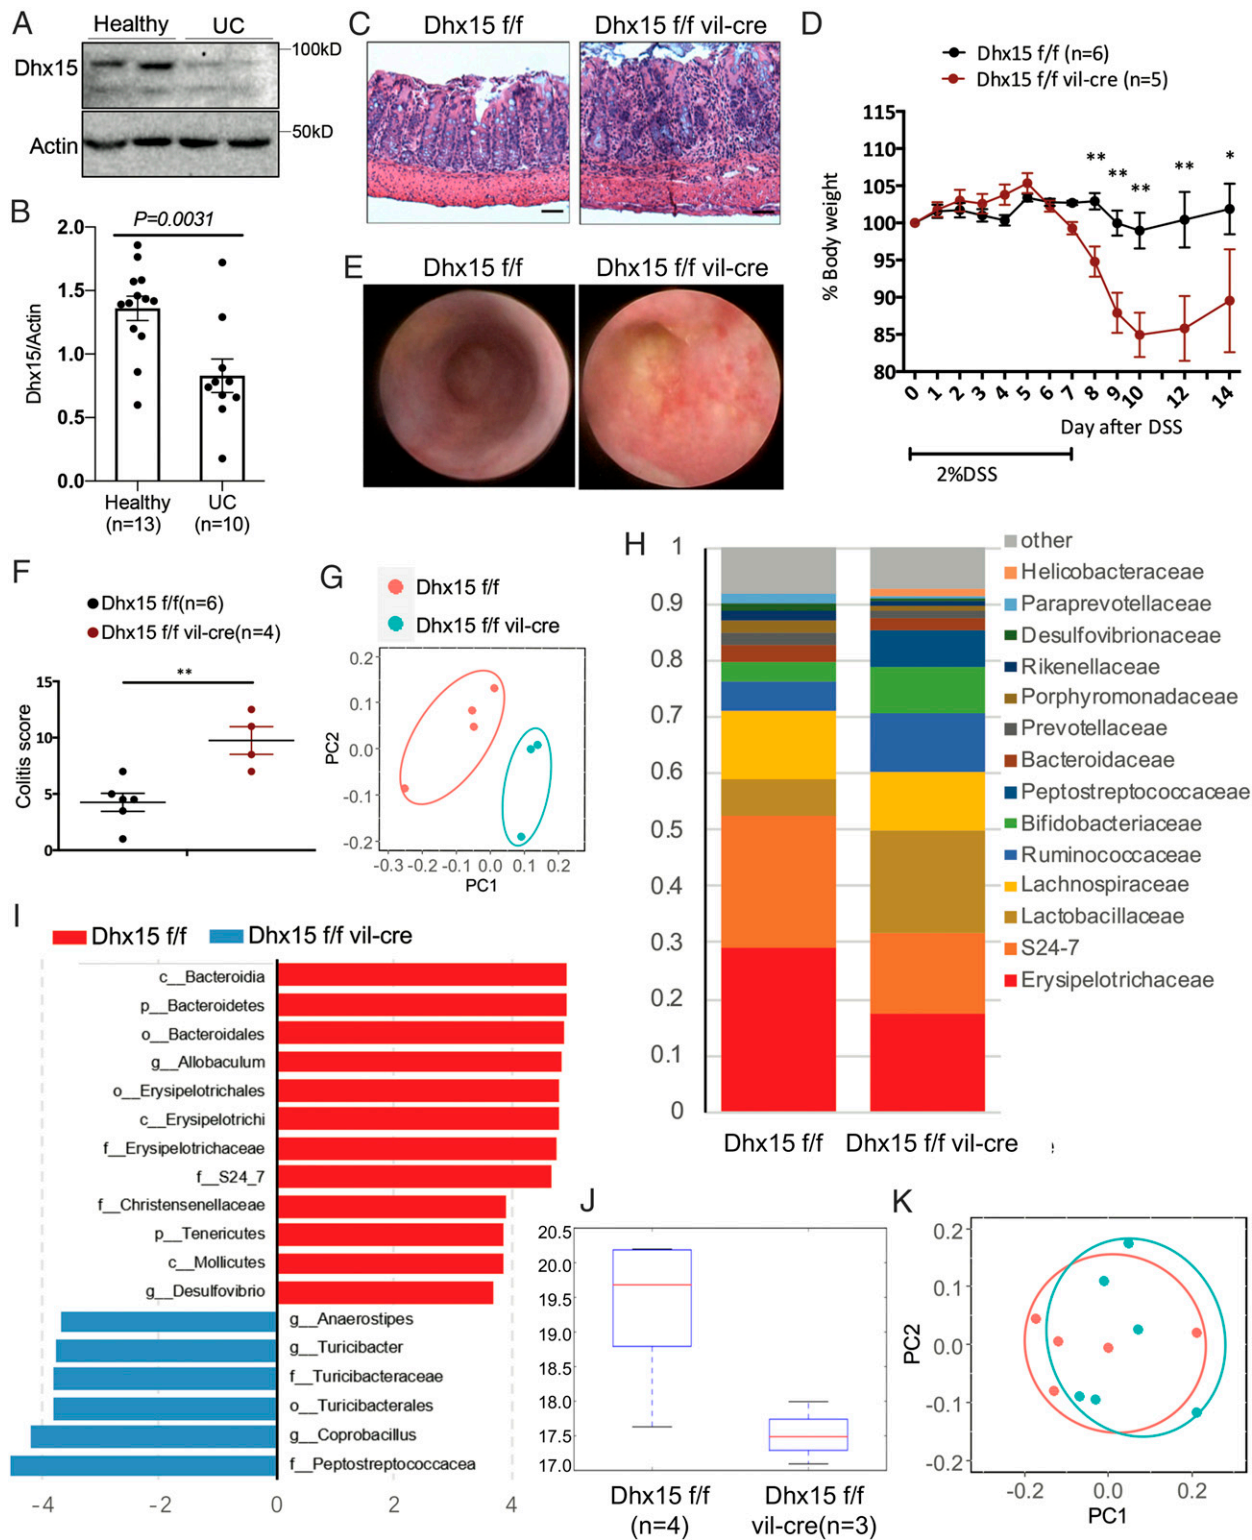 A
Healthy
UC
Dhx15
100kD
Actin
50kD
B
P=0.0031
2.0
1.5
1.0
0.5
0.0
Dhx15/Actin
Healthy
(n=13)
UC
(n=10)
C
Dhx15 f/f
Dhx15 f/f vil-cre
D
Dhx15 f/f (n=6)
Dhx15 f/f vil-cre (n=5)
115
110
105
100
95
90
85
80
% Body weight
**
**
**
**
*
0 1 2 3 4 5 6 7 8 9 10 12 14
Day after DSS
2%DSS
E
Dhx15 f/f
Dhx15 f/f vil-cre
F
Dhx15 f/f(n=6)
Dhx15 f/f vil-cre(n=4)
**
15
10
5
0
Colitis score
G
Dhx15 f/f
Dhx15 f/f vil-cre
0.2
0.1
0.0
-0.1
-0.2
PC2
-0.3 -0.2 -0.1 0.0 0.1 0.2
PC1
H
1
0.9
0.8
0.7
0.6
0.5
0.4
0.3
0.2
0.1
0
Dhx15 f/f
Dhx15 f/f vil-cre
other
Helicobacteraceae
Paraprevotellaceae
Desulfovibrionaceae
Rikenellaceae
Porphyromonadaceae
Prevotellaceae
Bacteroidaceae
Peptostreptococcaceae
Bifidobacteriaceae
Ruminococcaceae
Lachnospiraceae
Lactobacillaceae
S24-7
Erysipelotrichaceae
I
Dhx15 f/f
Dhx15 f/f vil-cre
c__Bacteroidia
p__Bacteroidetes
o__Bacteroidales
g__Allobaculum
o__Erysipelotrichales
c__Erysipelotrichi
f__Erysipelotrichaceae
f__S24_7
f__Christensenellaceae
p__Tenericutes
c__Mollicutes
g__Desulfovibrio
g__Anaerostipes
g__Turicibacter
f__Turicibacteraceae
o__Turicibacterales
g__Coprobacillus
f__Peptostreptococcacea
-4 -2 0 2 4
J
20.5
20.0
19.5
19.0
18.5
18.0
17.5
17.0
Dhx15 f/f
(n=4)
Dhx15 f/f
vil-cre(n=3)
K
0.2
0.1
0.0
-0.1
-0.2
PC2
-0.2 0.0 0.2
PC1